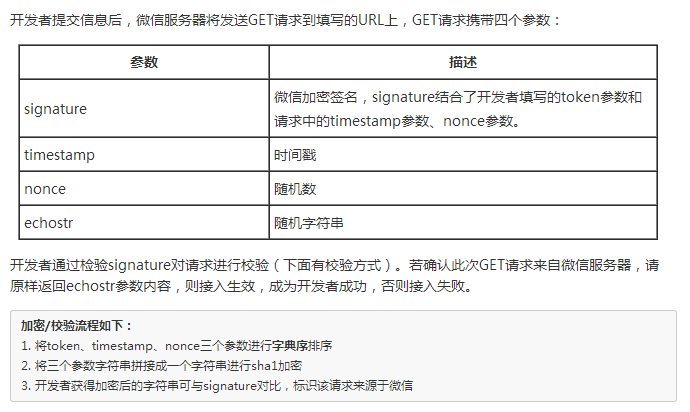 开发者提交信息后，微信服务器将发送GET请求到填写的URL上，GET请求携带四个参数：
参数 描述
signature 微信加密签名，signature结合了开发者填写的token参数和
请求中的timestamp参数、nonce参数。
timestamp 时间戳
nonce 随机数
echostr 随机字符串
开发者通过检验signature对请求进行校验（下面有校验方式）。若确认此次GET请求来自微信服务器，请
原样返回echostr参数内容，则接入生效，成为开发者成功，否则接入失败。
加密/校验流程如下：
1. 将token、timestamp、nonce三个参数进行字典序排序
2. 将三个参数字符串拼接成一个字符串进行sha1加密
3. 开发者获得加密后的字符串可与signature对比，标识该请求来源于微信